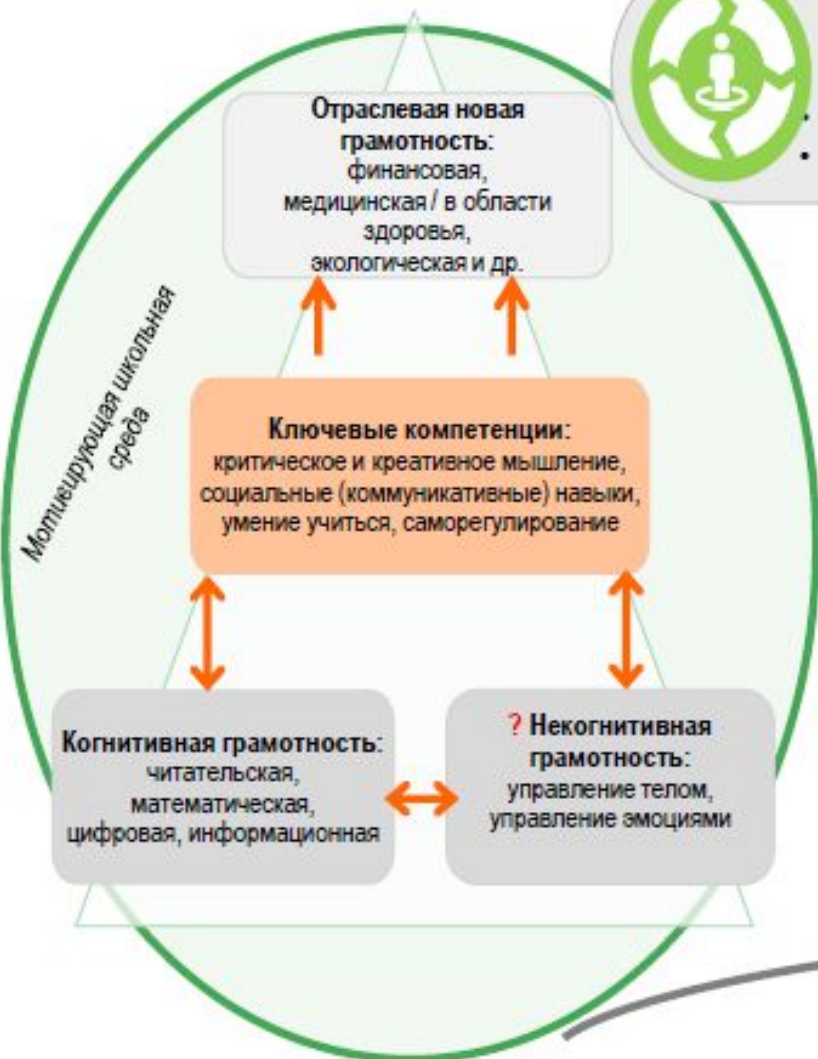 Отраслевая новая
грамотность:
финансовая,
медицинская / в области
здоровья,
экологическая и др.
Мотивирующая школьная
среда
Ключевые компетенции:
критическое и креативное мышление,
социальные (коммуникативные) навыки,
умение учиться, саморегулирование
Когнитивная грамотность:
читательская,
математическая,
цифровая, информационная
? Некогнитивная
грамотность:
управление телом,
управление эмоциями